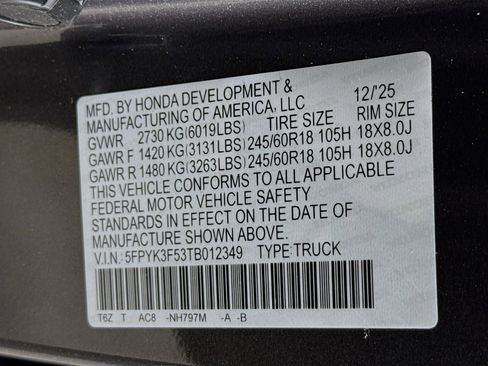 MFD. BY HONDA DEVELOPMENT &
MANUFACTURING OF AMERICA, LLC 12/'25
GVWR 2730 KG(6019LBS) TIRE SIZE RIM SIZE
GAWR F 1420 KG(3131LBS) 245/60R18 105H 18X8.0J
GAWR R 1480 KG(3263LBS) 245/60R18 105H 18X8.0J
THIS VEHICLE CONFORMS TO ALL APPLICABLE
FEDERAL MOTOR VEHICLE SAFETY
STANDARDS IN EFFECT ON THE DATE OF
MANUFACTURE SHOWN ABOVE.
V.I.N.: 5FPYK3F53TB012349 TYPE:TRUCK
T6Z T AC8 -NH797M -A -B